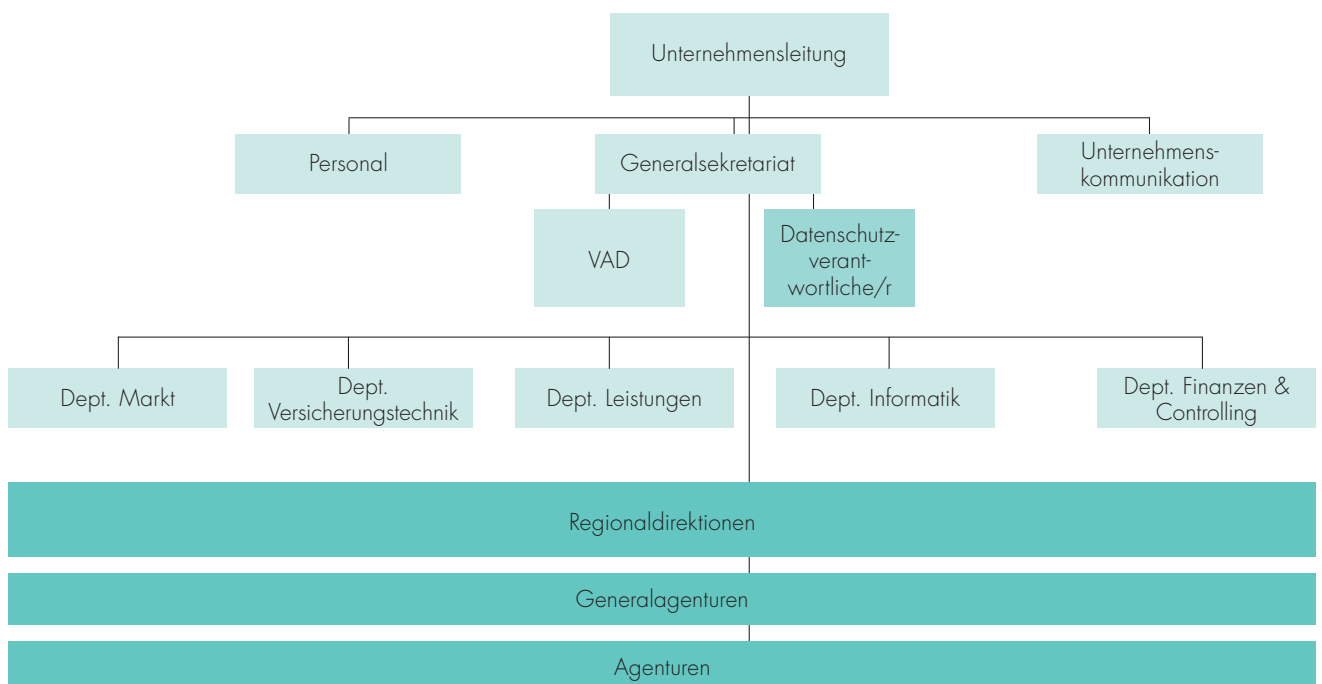 Unternehmensleitung
Personal
Generalsekretariat
Unternehmens-
kommunikation
VAD
Datenschutz-
verant-
wortliche/r
Dept. Markt
Dept.
Versicherungstechnik
Dept. Leistungen
Dept. Informatik
Dept. Finanzen &
Controlling
Regionaldirektionen
Generalagenturen
Agenturen